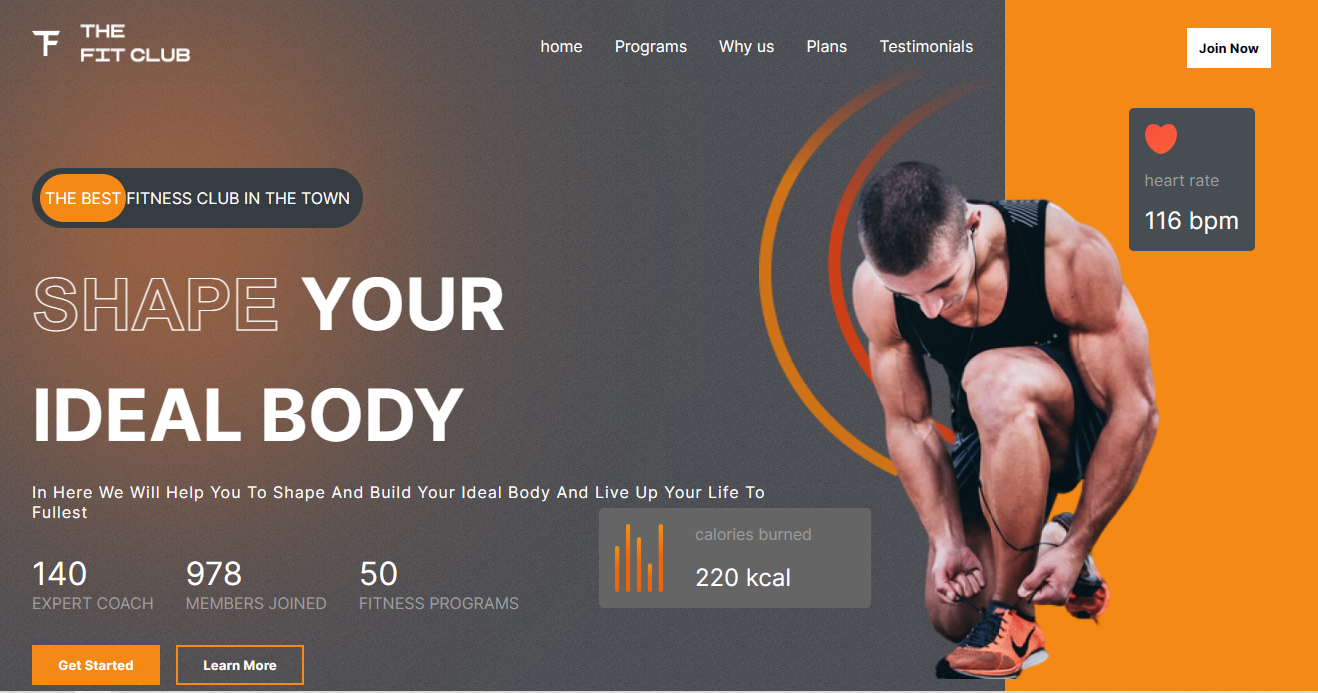 THE
FIT CLUB
home
Programs
Why us
Plans
Testimonials
Join Now
heart rate
116 bpm
THE BEST FITNESS CLUB IN THE TOWN
SHAPE YOUR
IDEAL BODY
In Here We Will Help You To Shape And Build Your Ideal Body And Live Up Your Life To
Fullest
calories burned
220 kcal
140
EXPERT COACH
978
MEMBERS JOINED
50
FITNESS PROGRAMS
Get Started
Learn More